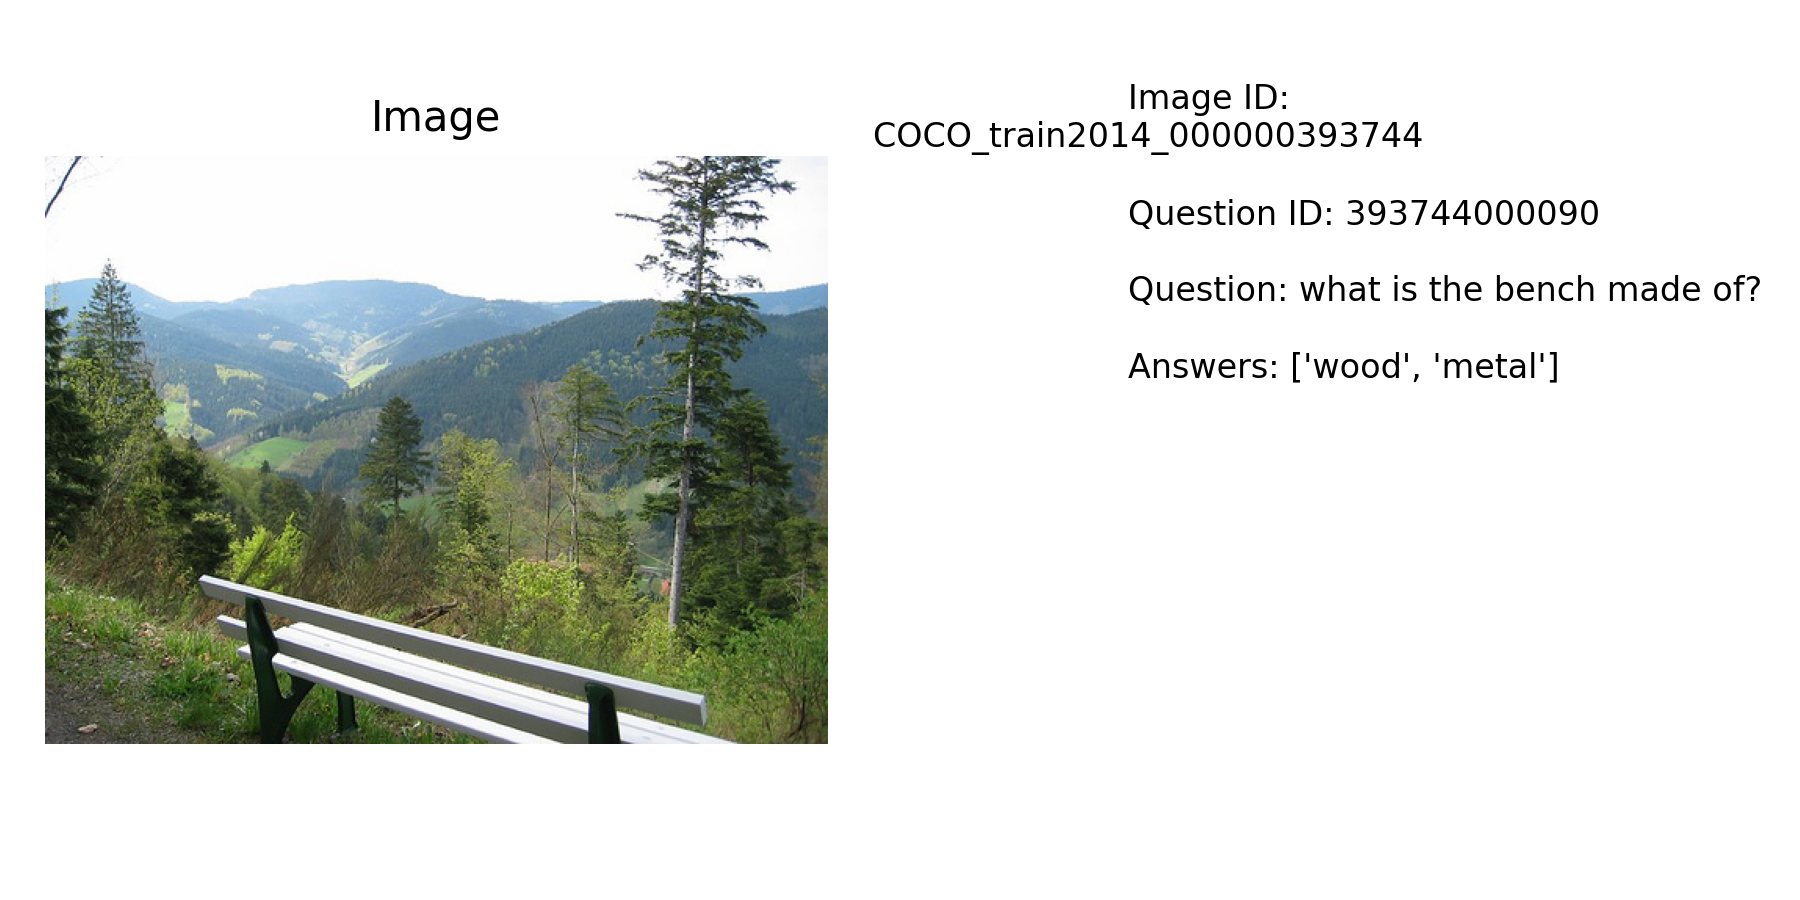 Image
Image ID:
COCO_train2014_000000393744
Question ID: 393744000090
Question: what is the bench made of?
Answers: ['wood', 'metal']